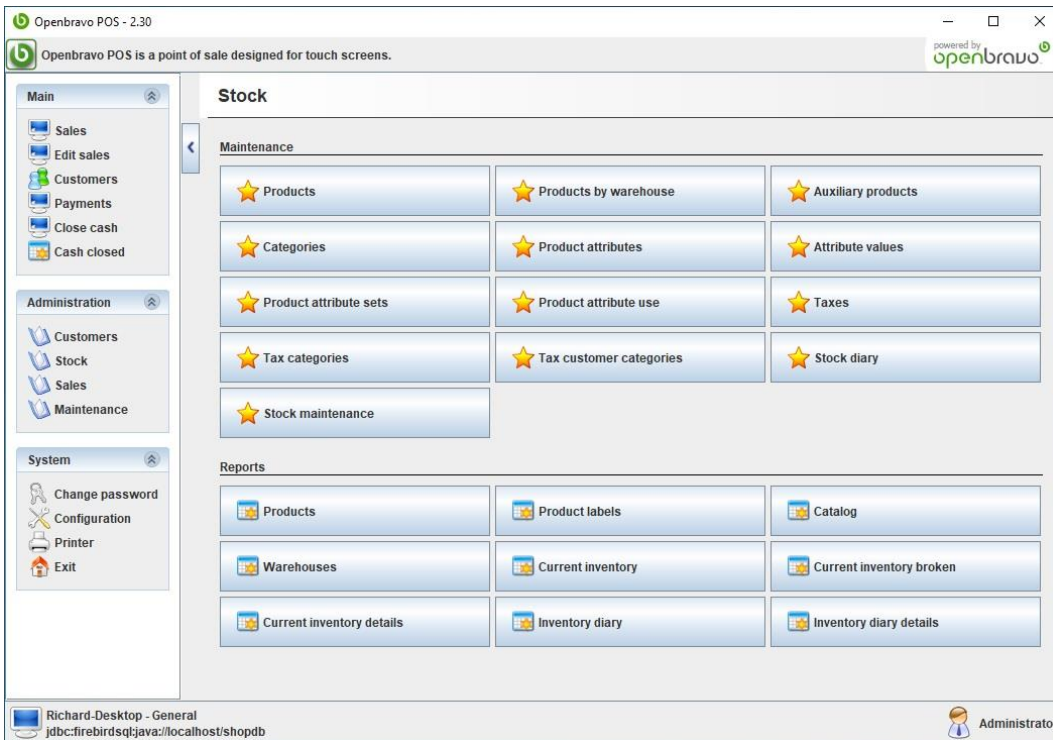 Openbravo POS - 2.30
Openbravo POS is a point of sale designed for touch screens.
powered by
openbravo
Main
Sales
Edit sales
Customers
Payments
Close cash
Cash closed
Administration
Customers
Stock
Sales
Maintenance
System
Change password
Configuration
Printer
Exit
Stock
Maintenance
Products
Products by warehouse
Auxiliary products
Categories
Product attributes
Attribute values
Product attribute sets
Product attribute use
Taxes
Tax categories
Tax customer categories
Stock diary
Stock maintenance
Reports
Products
Product labels
Catalog
Warehouses
Current inventory
Current inventory broken
Current inventory details
Inventory diary
Inventory diary details
Richard-Desktop - General
jdbc:firebirdsql:java://localhost/shopdb
Administrato